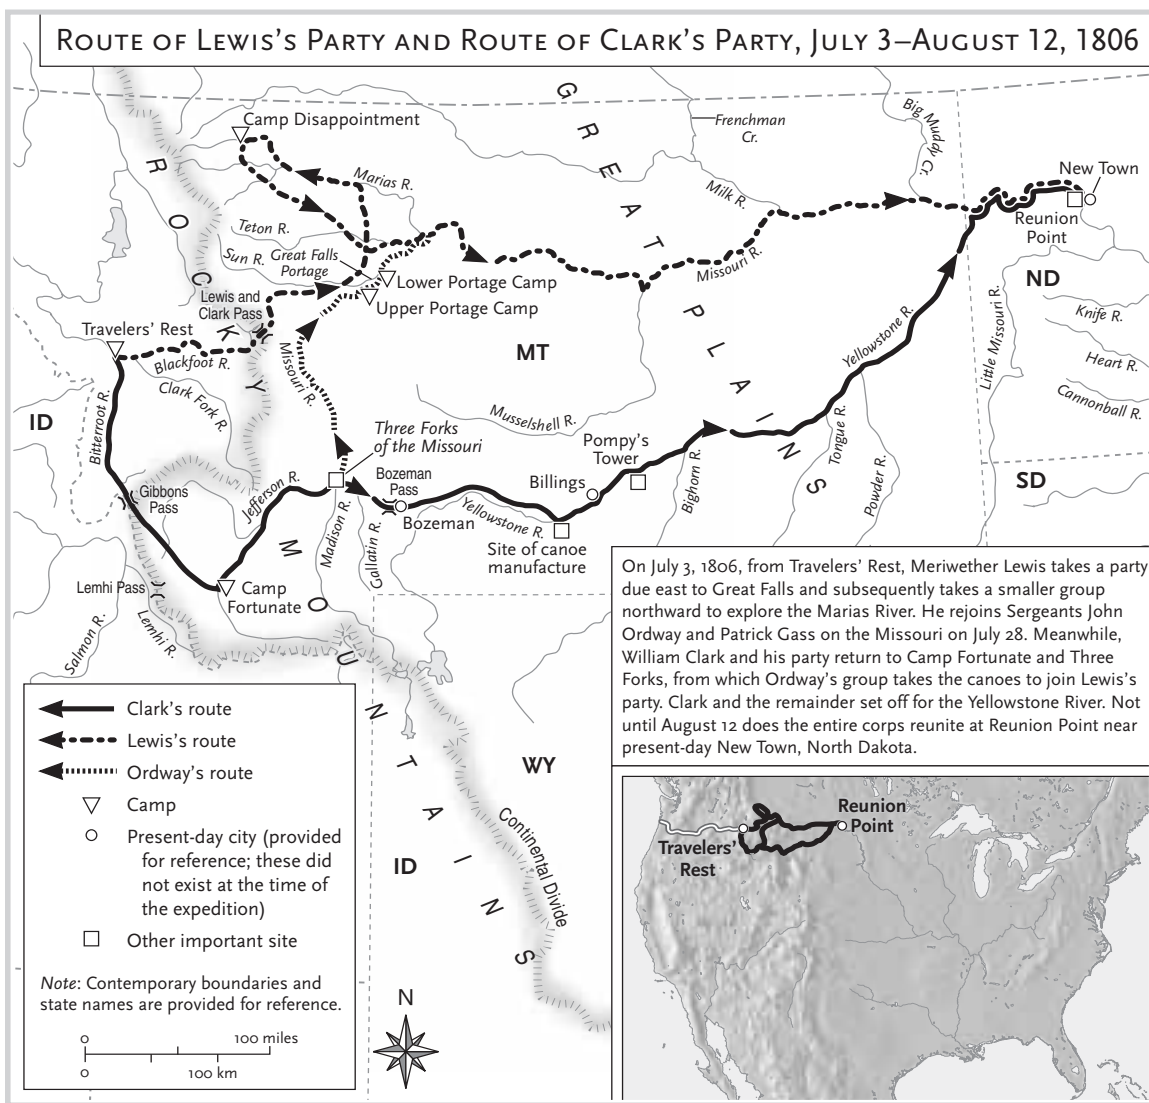 ROUTE OF LEWIS'S PARTY AND ROUTE OF CLARK'S PARTY, JULY 3–AUGUST 12, 1806
Camp Disappointment
GREAT PLAINS
Frenchman
Cr.
Big Muddy Cr.
New Town
Marias R.
Milk R.
ROCKY MOUNTAINS
Reunion
Point
Teton R.
Sun R.
Great Falls
Portage
Missouri R.
Lower Portage Camp
ND
Lewis and
Clark Pass
Upper Portage Camp
Travelers' Rest
Knife R.
Blackfoot R.
Missouri R.
MT
Yellowstone R.
Little Missouri R.
Heart R.
Clark Fork R.
Cannonball R.
Musselshell R.
ID
Bitterroot R.
Three Forks
of the Missouri
Pompy's
Tower
Tongue R.
Bozeman
Pass
Billings
SD
Gibbons
Pass
Jefferson R.
Bighorn R.
Powder R.
Yellowstone R.
Bozeman
Madison R.
Gallatin R.
Site of canoe
manufacture
Lemhi Pass
Camp
Fortunate
Lemhi R.
Salmon R.
On July 3, 1806, from Travelers' Rest, Meriwether Lewis takes a party
due east to Great Falls and subsequently takes a smaller group
northward to explore the Marias River. He rejoins Sergeants John
Ordway and Patrick Gass on the Missouri on July 28. Meanwhile,
William Clark and his party return to Camp Fortunate and Three
Forks, from which Ordway's group takes the canoes to join Lewis's
party. Clark and the remainder set off for the Yellowstone River. Not
until August 12 does the entire corps reunite at Reunion Point near
present-day New Town, North Dakota.
Clark's route
Lewis's route
Ordway's route
Camp
Present-day city (provided
for reference; these did
not exist at the time of
the expedition)
Other important site
Note: Contemporary boundaries and
state names are provided for reference.
0 100 miles
0 100 km
WY
ID
Continental Divide
N
Reunion
Point
Travelers'
Rest